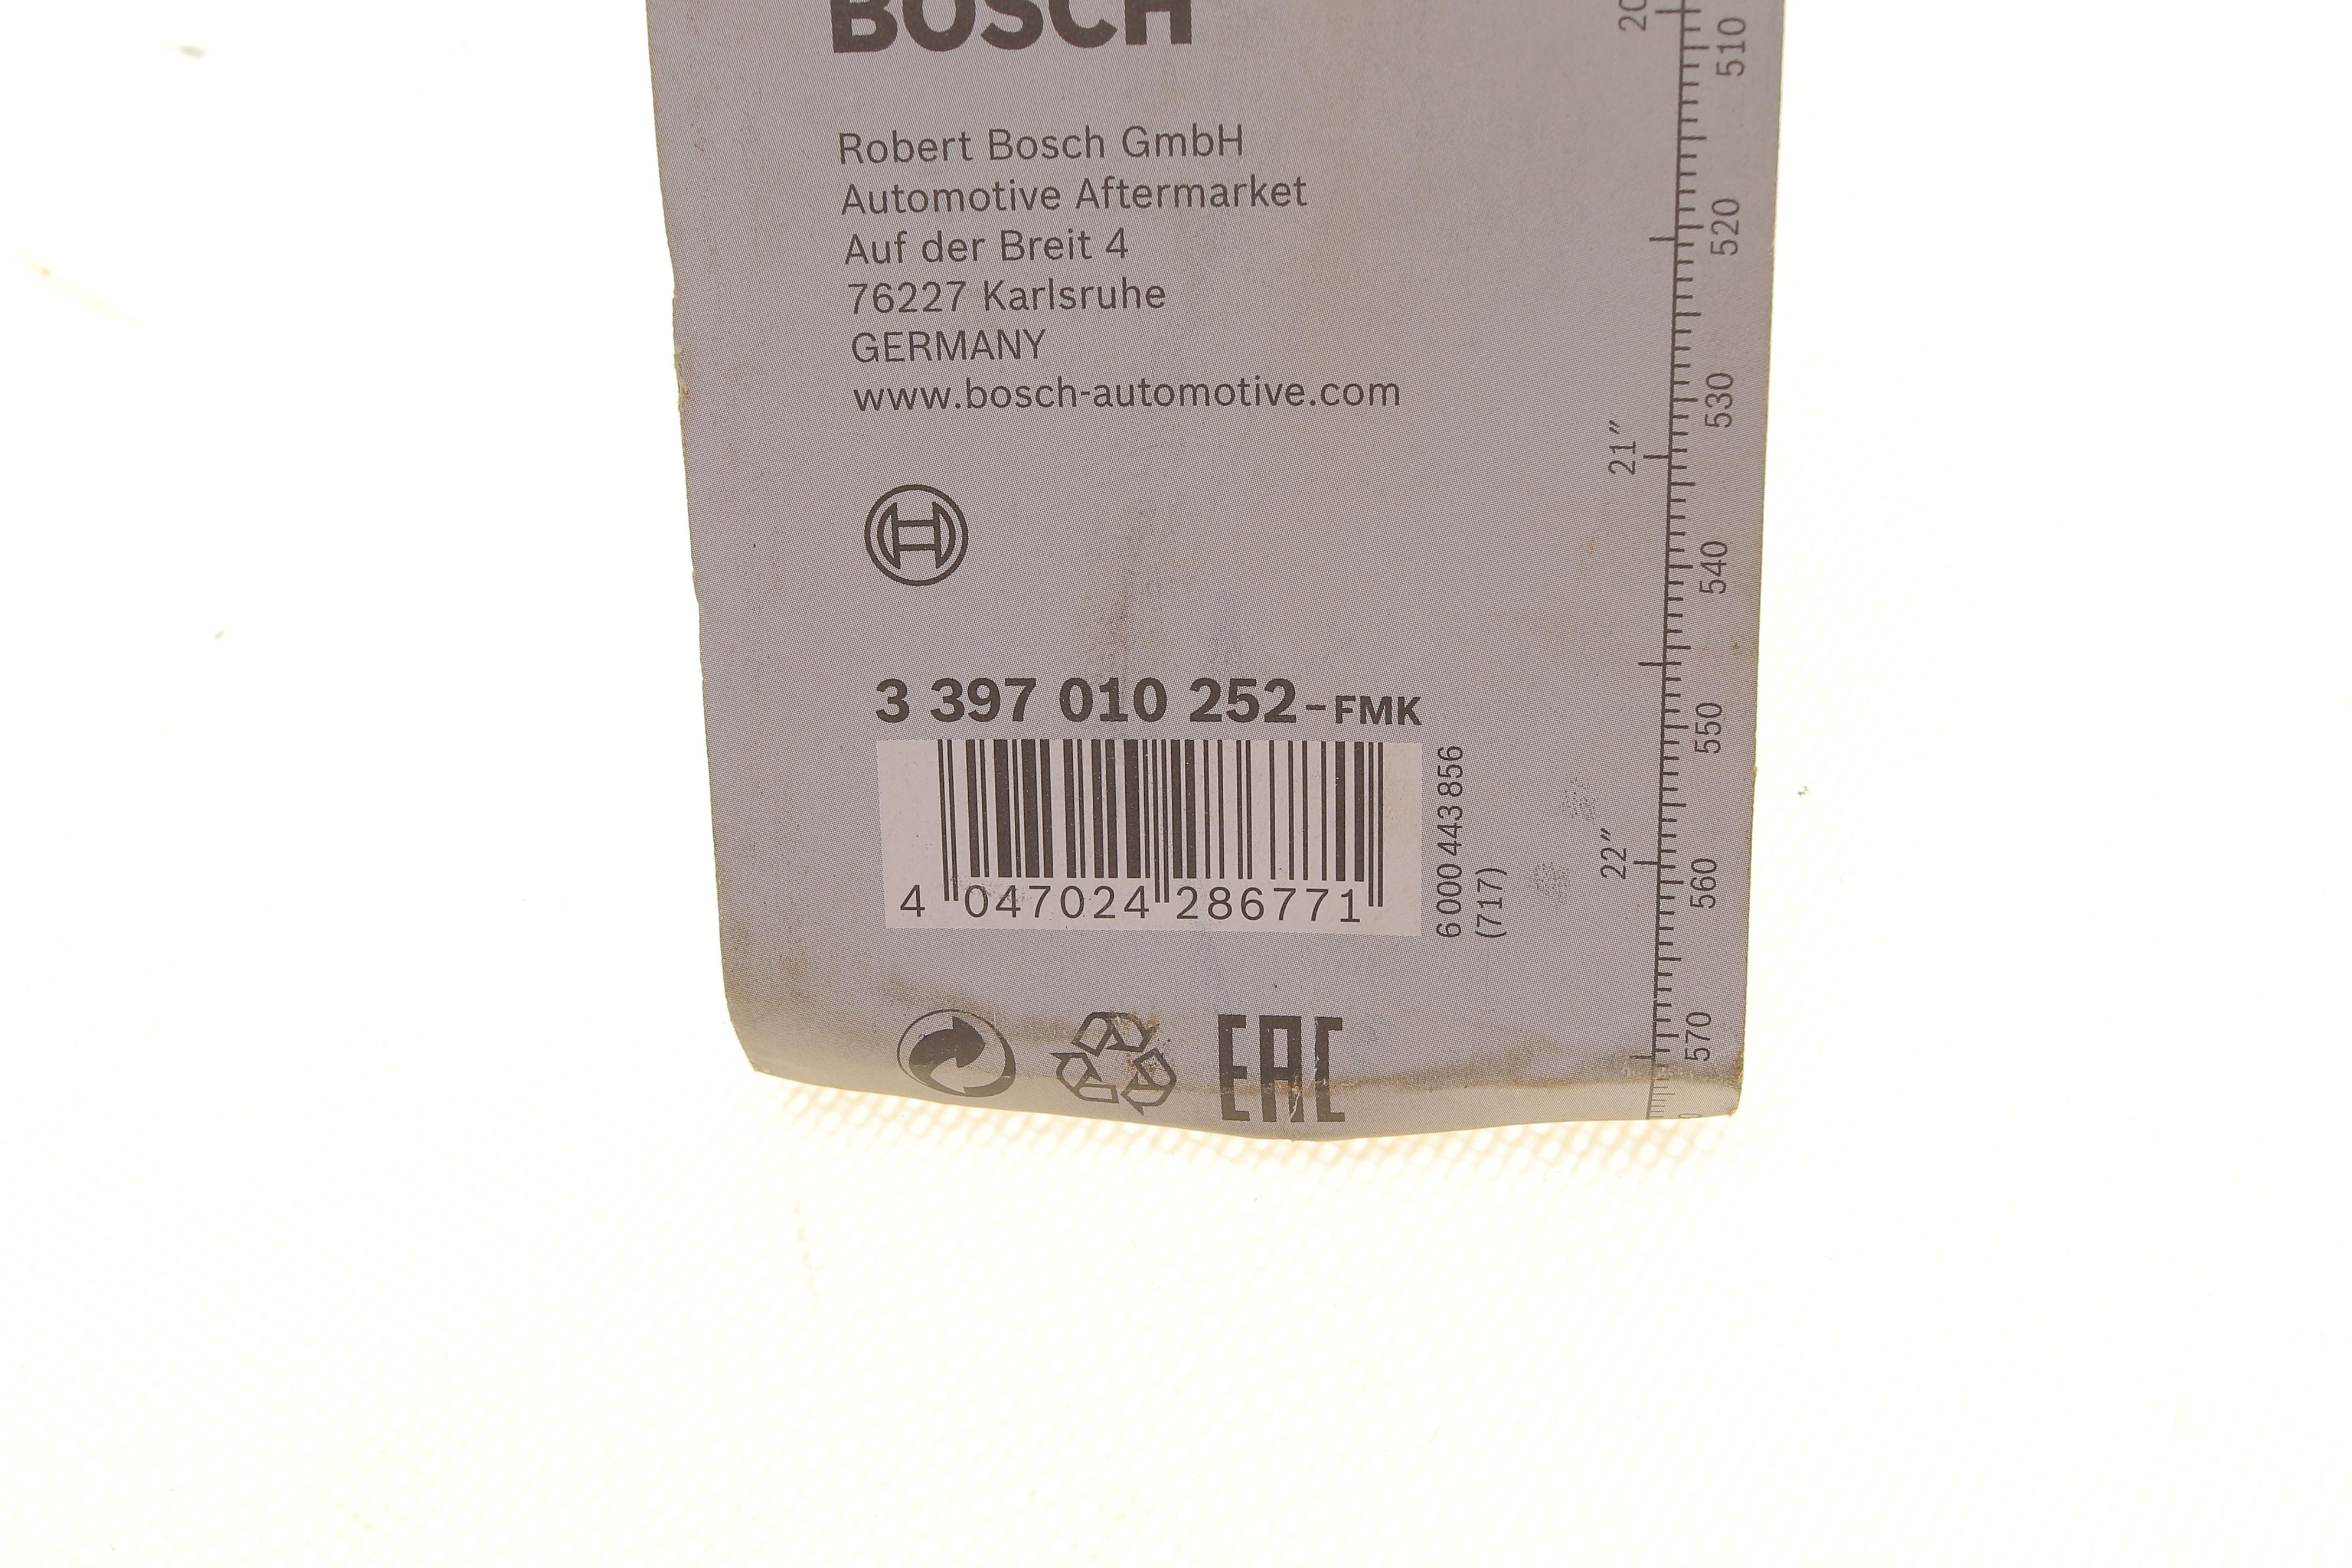 BOSCH
Robert Bosch GmbH
Automotive Aftermarket
Auf der Breit 4
76227 Karlsruhe
GERMANY
www.bosch-automotive.com
3 397 010 252-FMK
4 047024 286771
6 000 443 856
(717)
EAC
20
21″
22″
510
520
530
540
550
560
570